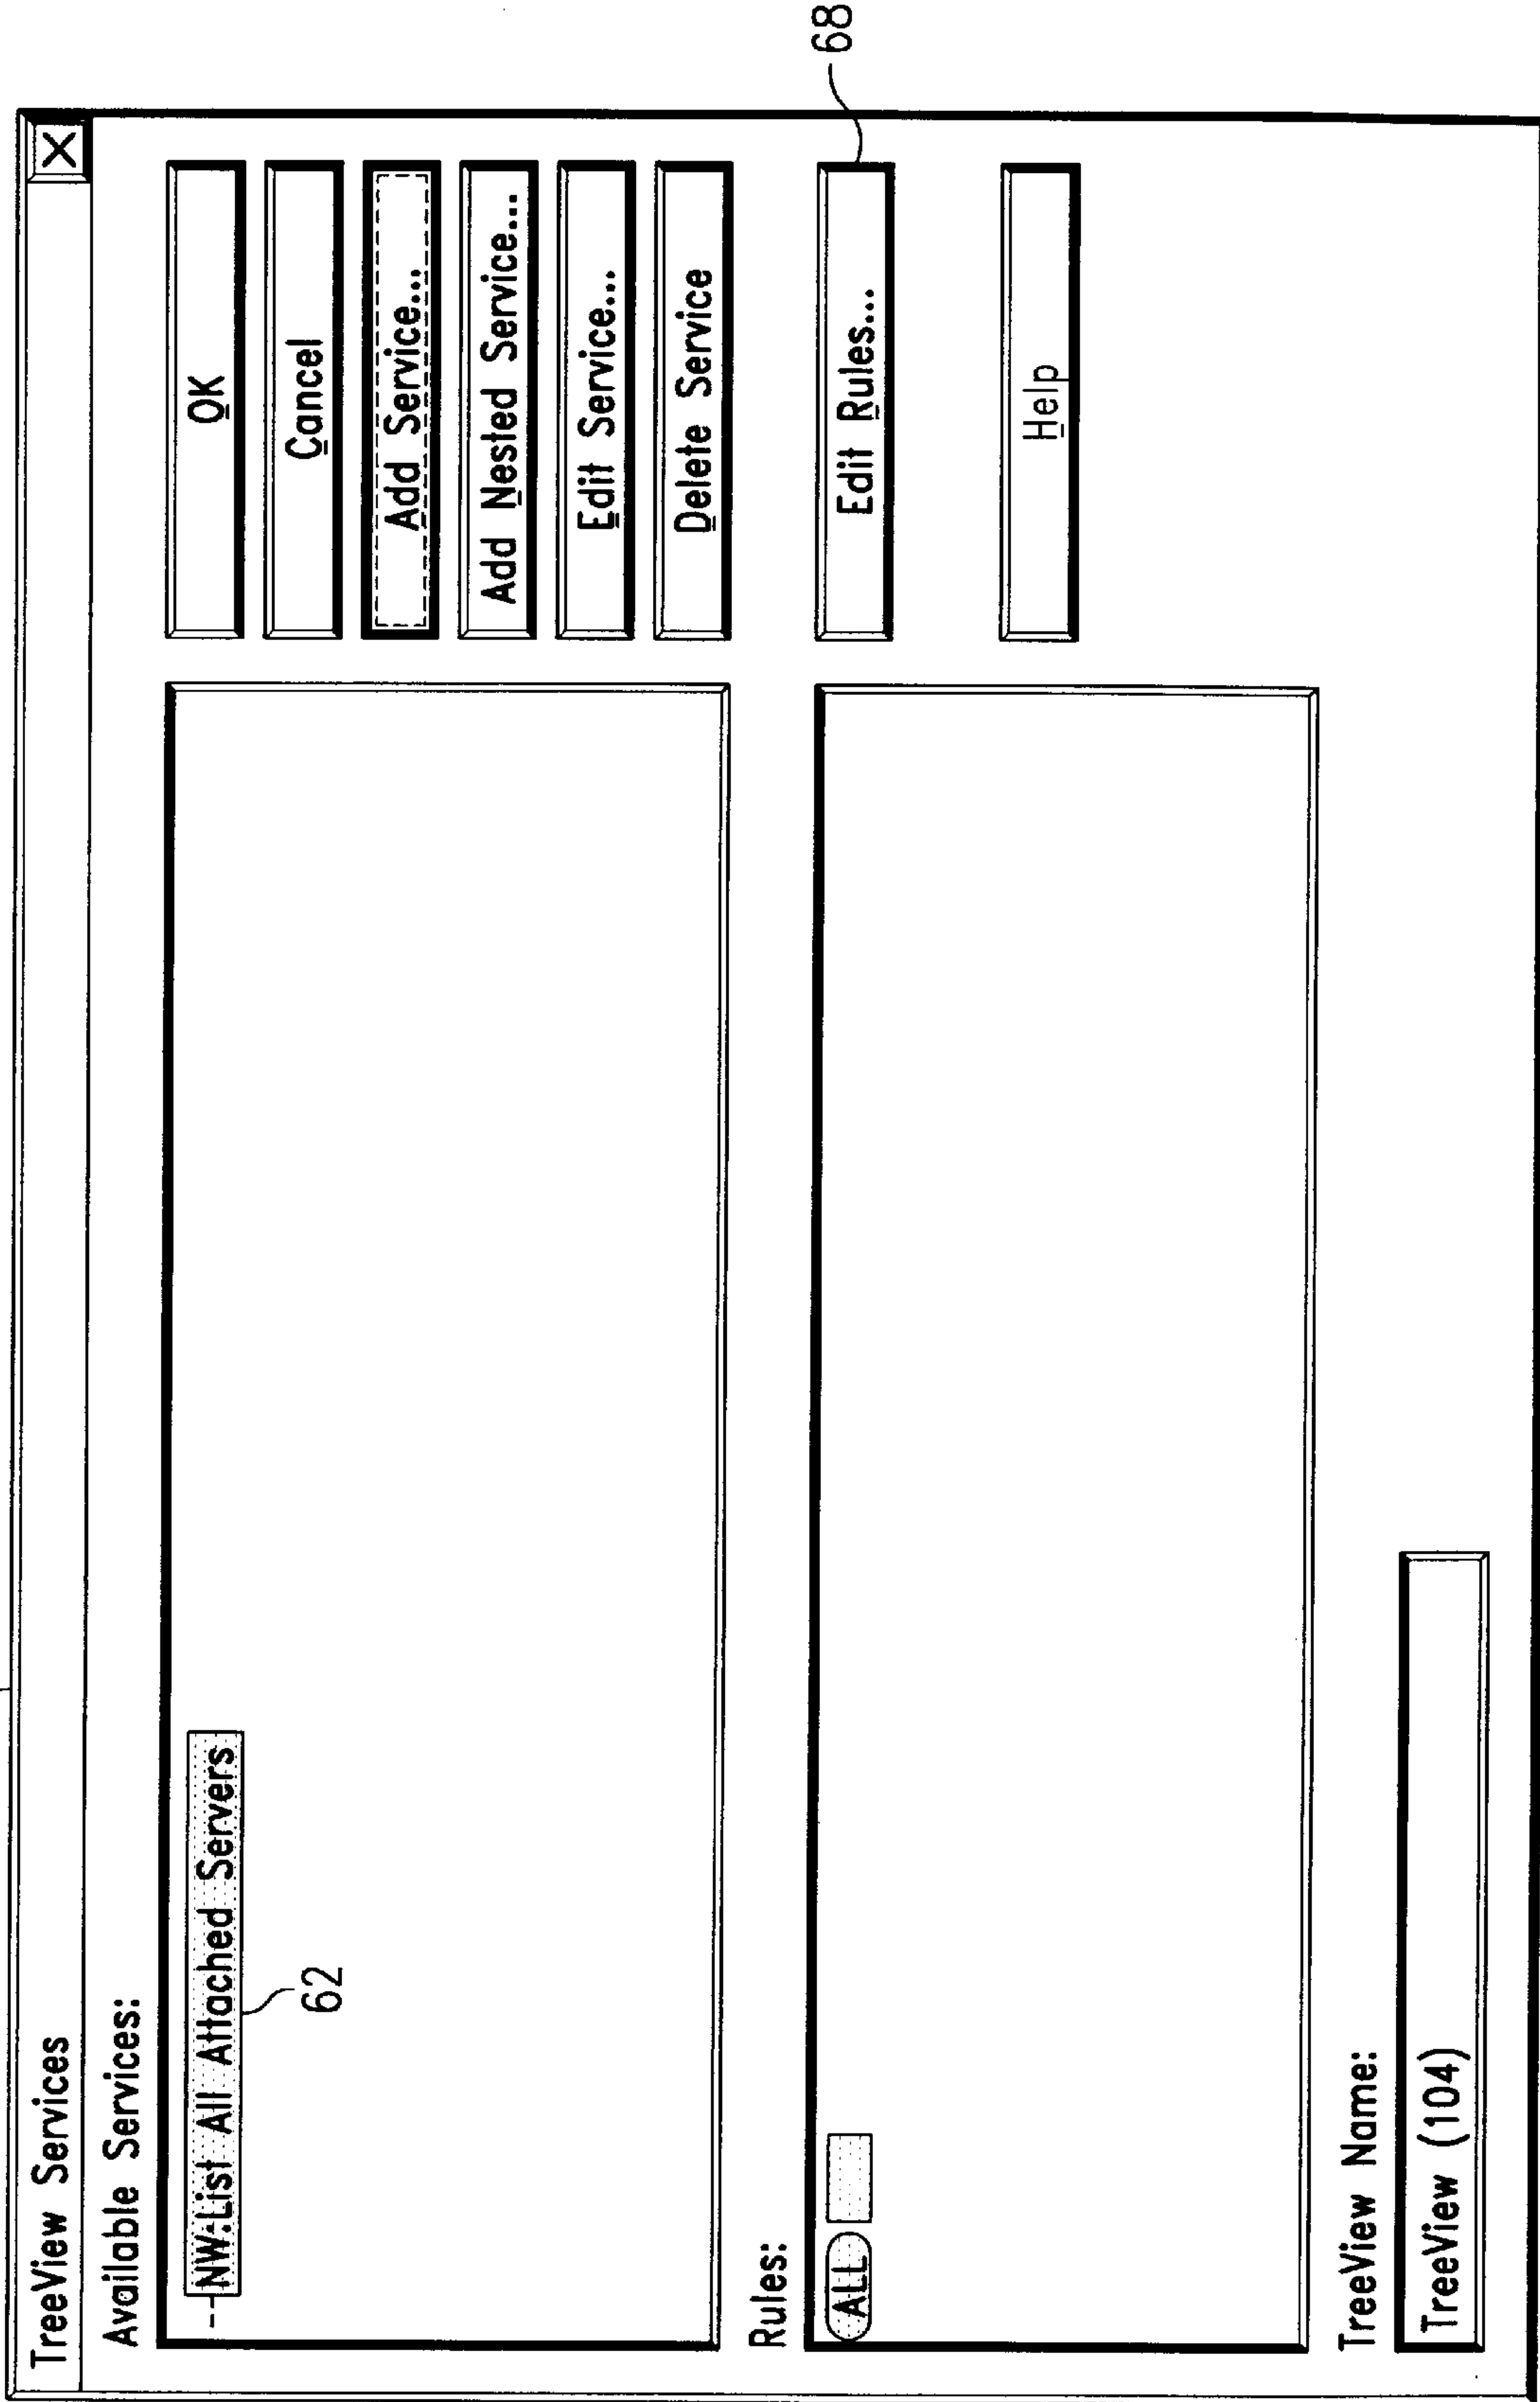 TreeView Services
X
Available Services:
NW:List All Attached Servers
62
OK
Cancel
Add Service...
Add Nested Service...
Edit Service...
Delete Service
Rules:
ALL
Edit Rules...
68
Help
TreeView Name:
TreeView (104)